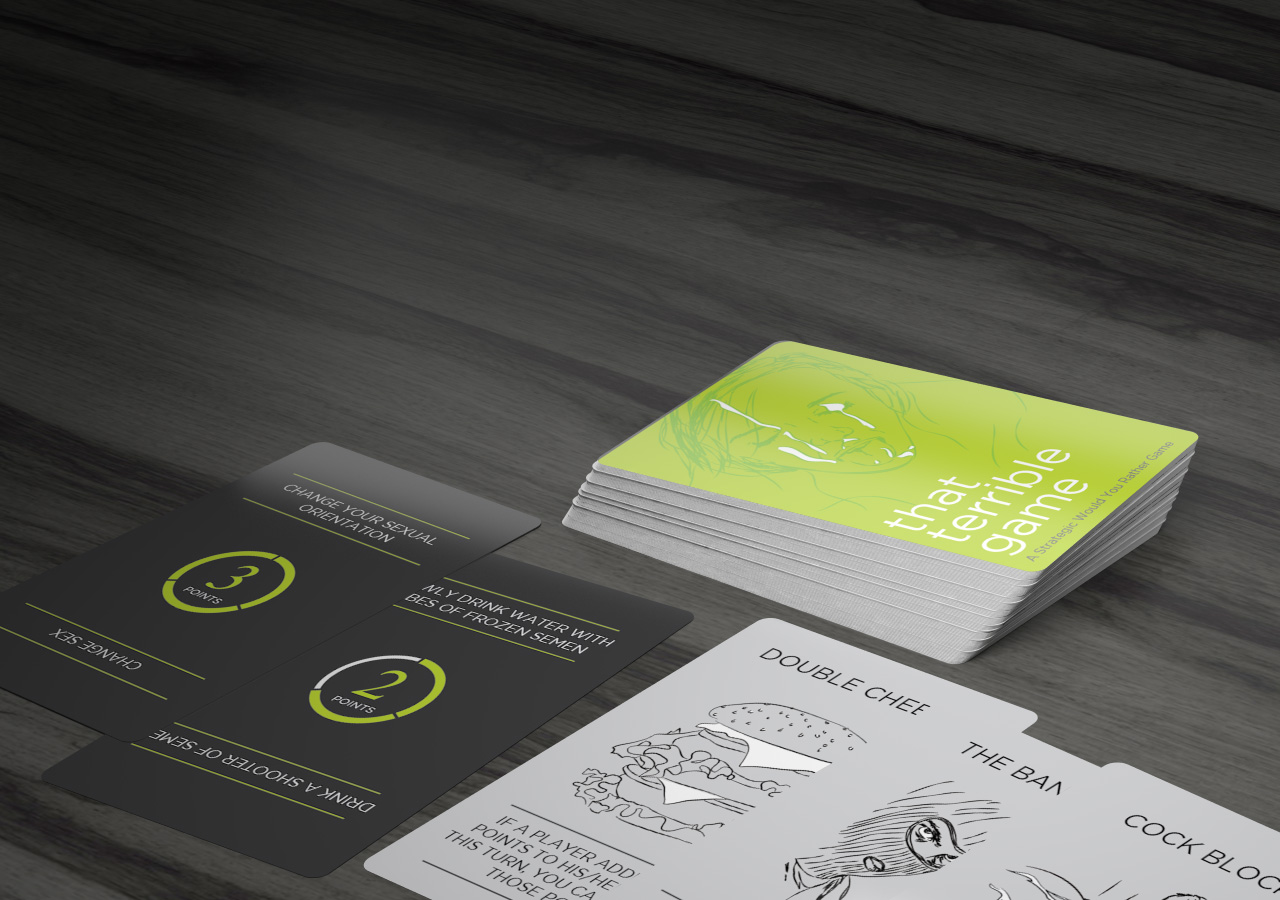 that
terrible
game
A Strategic Would You Rather Game
CHANGE YOUR SEXUAL
ORIENTATION
3
POINTS
CHANGE SEX
NLY DRINK WATER WITH
BES OF FROZEN SEMEN
2
POINTS
DRINK A SHOOTER OF SEME
DOUBLE CHEE
IF A PLAYER ADD
POINTS TO HIS/HE
THIS TURN, YOU CA
THOSE PO
THE BAN
COCK BLOC